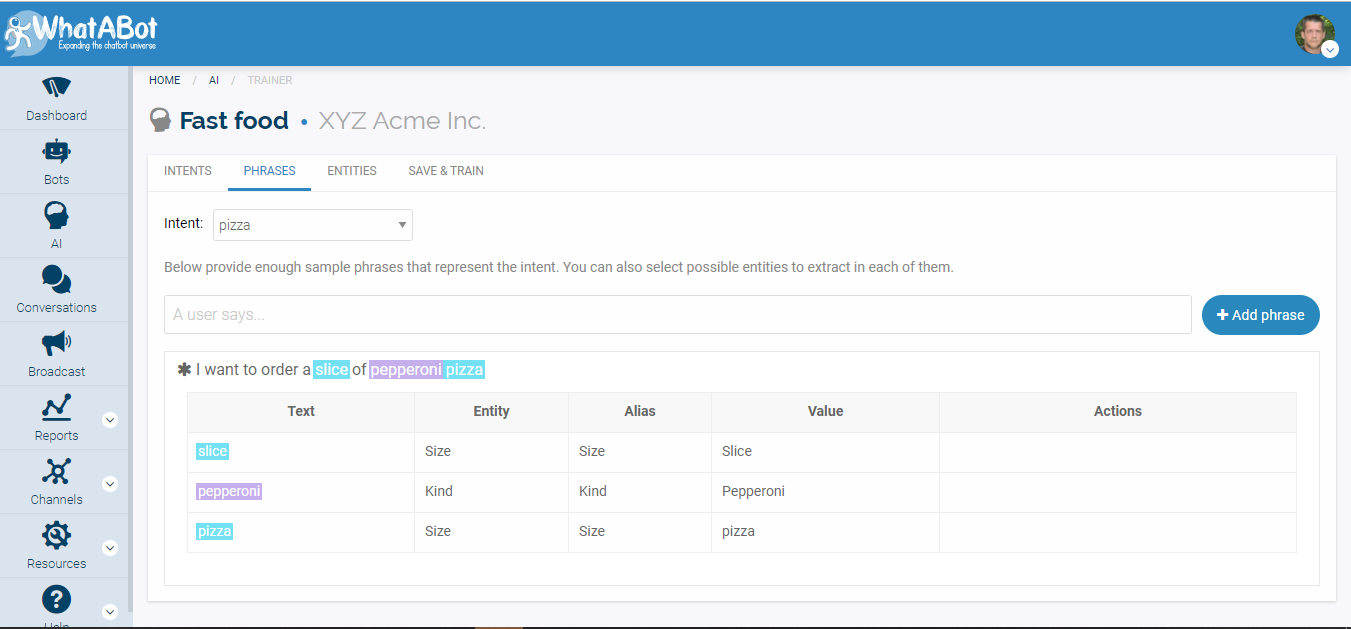 WhatABot
Expanding the chatbot universe
Dashboard
Bots
AI
Conversations
Broadcast
Reports
Channels
Resources
Help
HOME / AI / TRAINER
Fast food • XYZ Acme Inc.
INTENTS PHRASES ENTITIES SAVE & TRAIN
Intent: pizza
Below provide enough sample phrases that represent the intent. You can also select possible entities to extract in each of them.
A user says...
+ Add phrase
✱ I want to order a slice of pepperoni pizza
Text Entity Alias Value Actions
slice Size Size Slice
pepperoni Kind Kind Pepperoni
pizza Size Size pizza